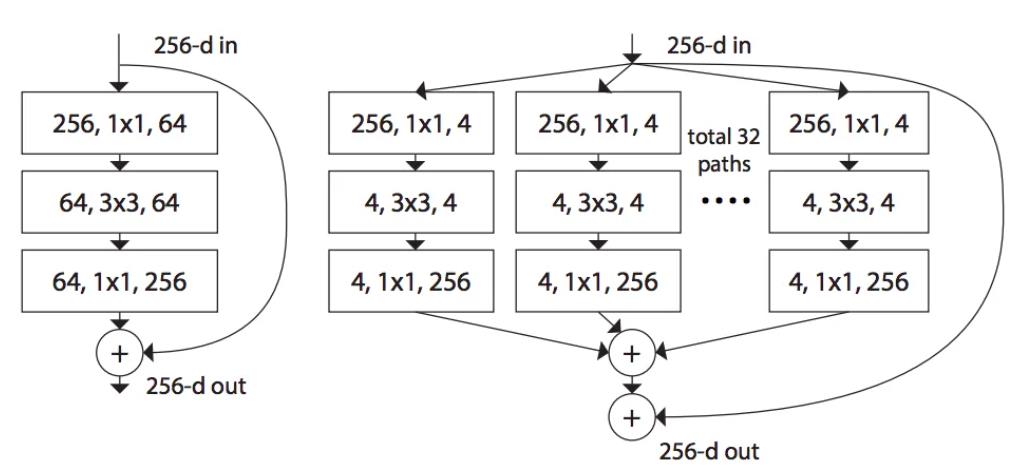 256-d in
256, 1x1, 64
64, 3x3, 64
64, 1x1, 256
+
256-d out
256-d in
256, 1x1, 4
256, 1x1, 4
total 32
paths
....
256, 1x1, 4
4, 3x3, 4
4, 3x3, 4
4, 3x3, 4
4, 1x1, 256
4, 1x1, 256
4, 1x1, 256
+
+
256-d out